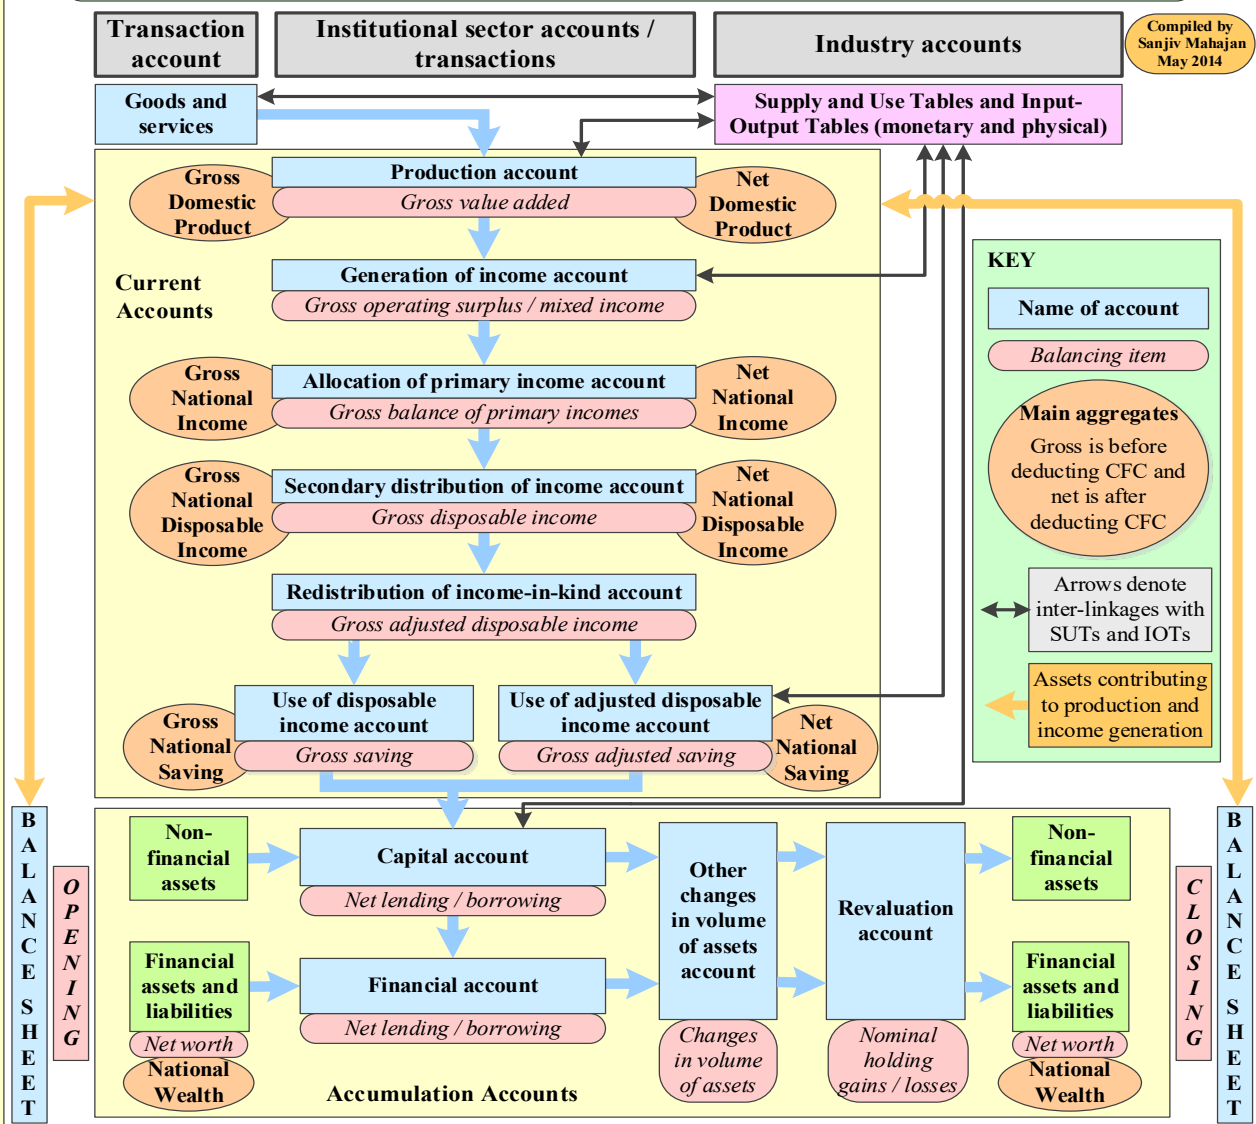 Transaction
account
Institutional sector accounts /
transactions
Industry accounts
Compiled by
Sanjiv Mahajan
May 2014
Goods and
services
Supply and Use Tables and Input-
Output Tables (monetary and physical)
Production account
Gross value added
Gross
Domestic
Product
Net
Domestic
Product
Current
Accounts
Generation of income account
Gross operating surplus / mixed income
Gross
National
Income
Allocation of primary income account
Gross balance of primary incomes
Net
National
Income
Gross
National
Disposable
Income
Secondary distribution of income account
Gross disposable income
Net
National
Disposable
Income
Redistribution of income-in-kind account
Gross adjusted disposable income
Gross
National
Saving
Use of disposable
income account
Gross saving
Use of adjusted disposable
income account
Gross adjusted saving
Net
National
Saving
KEY
Name of account
Balancing item
Main aggregates
Gross is before
deducting CFC and
net is after
deducting CFC
Arrows denote
inter-linkages with
SUTs and IOTs
Assets contributing
to production and
income generation
BALANCE SHEET
OPENING
Non-
financial
assets
Capital account
Net lending / borrowing
Financial
assets and
liabilities
Net worth
National
Wealth
Financial account
Net lending / borrowing
Other
changes
in volume
of assets
account
Changes
in volume
of assets
Revaluation
account
Nominal
holding
gains / losses
Non-
financial
assets
Financial
assets and
liabilities
Net worth
National
Wealth
Accumulation Accounts
CLOSING
BALANCE SHEET